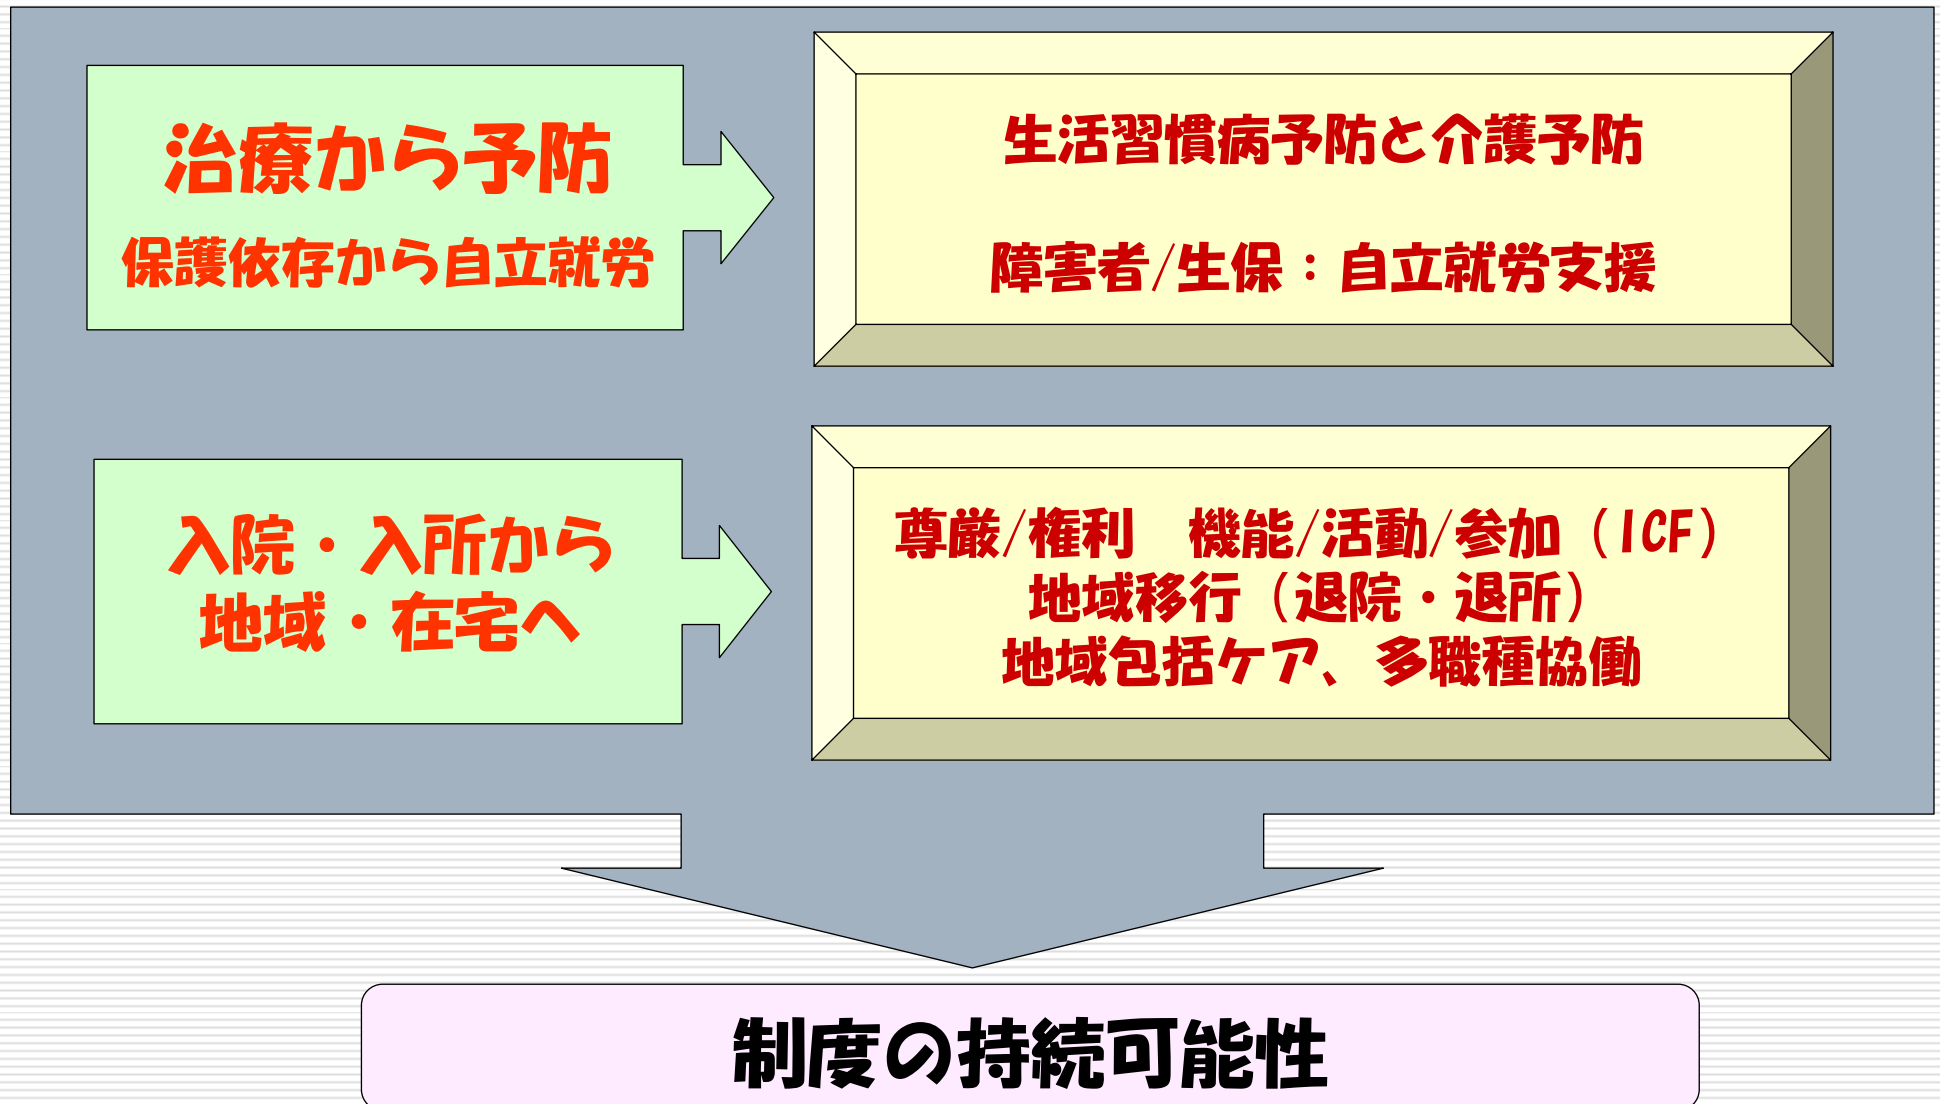 治療から予防
保護依存から自立就労
生活習慣病予防と介護予防
障害者/生保：自立就労支援
入院・入所から
地域・在宅へ
尊厳/権利　機能/活動/参加（ICF）
地域移行（退院・退所）
地域包括ケア、多職種協働
制度の持続可能性